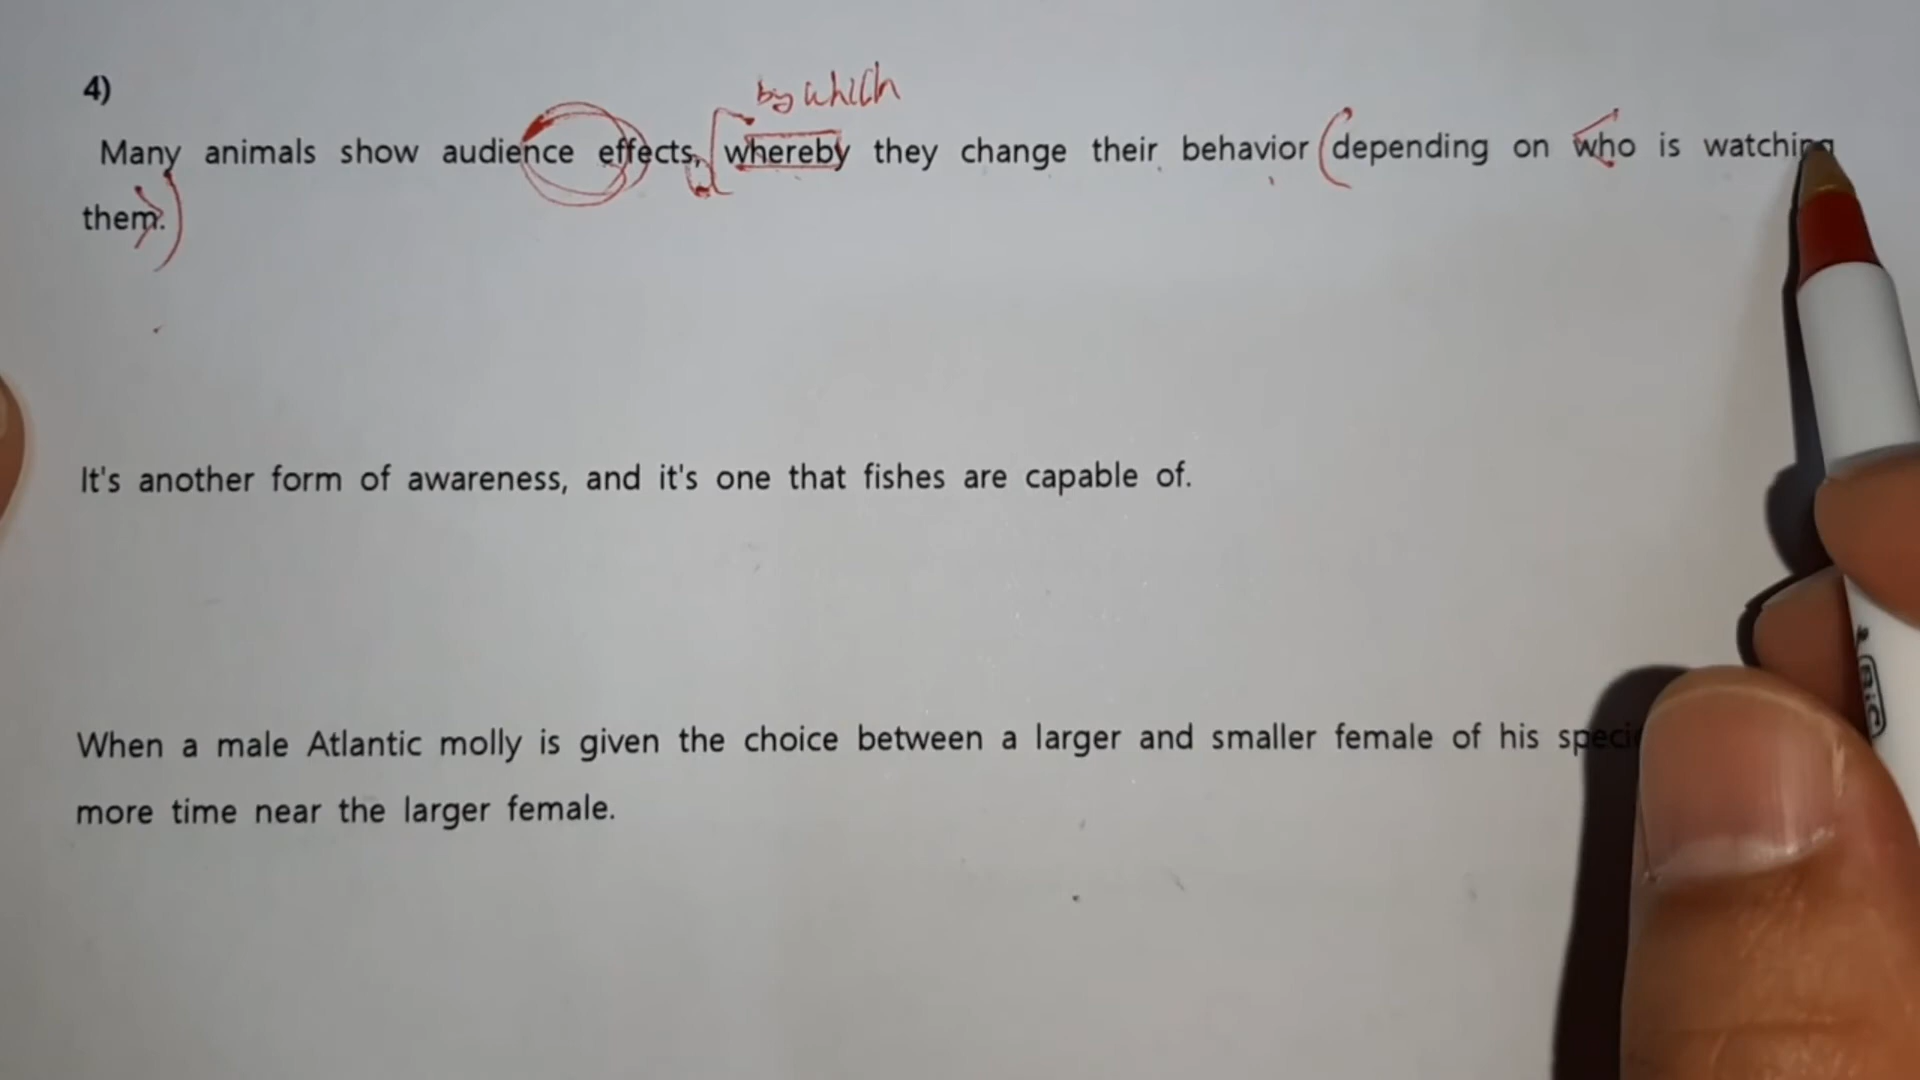 4)
by which
Many animals show audience effects, whereby they change their behavior depending on who is watching
them.
It's another form of awareness, and it's one that fishes are capable of.
When a male Atlantic molly is given the choice between a larger and smaller female of his
more time near the larger female.
BIC